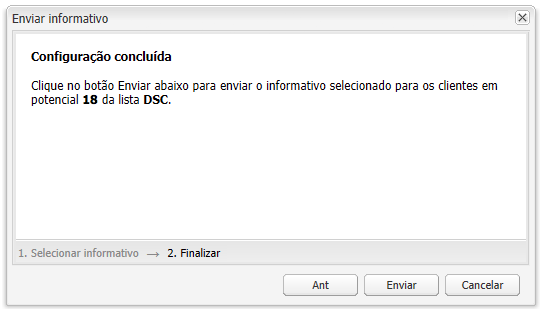 Enviar informativo
Configuração concluída
Clique no botão Enviar abaixo para enviar o informativo selecionado para os clientes em
potencial 18 da lista DSC.
1. Selecionar informativo → 2. Finalizar
Ant Enviar Cancelar